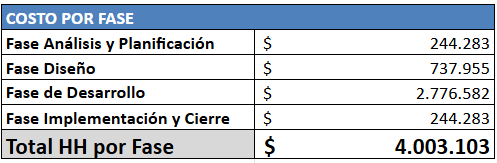 COSTO POR FASE
Fase Análisis y Planificación $ 244.283
Fase Diseño $ 737.955
Fase de Desarrollo $ 2.776.582
Fase Implementación y Cierre $ 244.283
Total HH por Fase $ 4.003.103